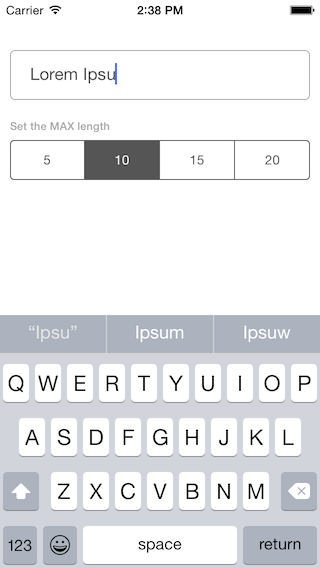 Carrier 2:38 PM
Lorem Ipsu
Set the MAX length
5 10 15 20
“Ipsu” Ipsum Ipsuw
Q W E R T Y U I O P
A S D F G H J K L
Z X C V B N M
123 space return